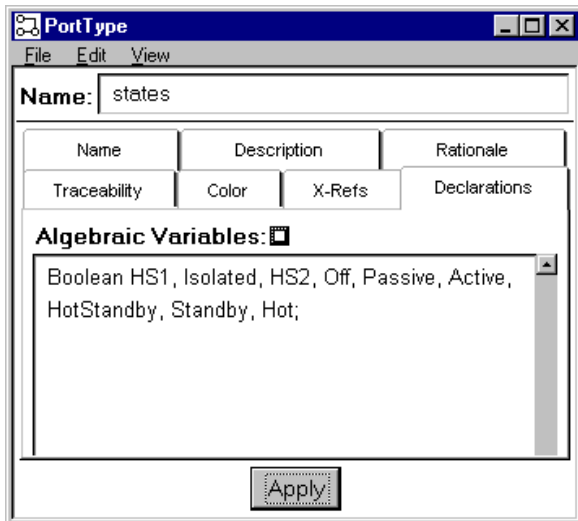 PortType
File Edit View
Name: states
Name Description Rationale
Traceability Color X-Refs Declarations
Algebraic Variables:
Boolean HS1, Isolated, HS2, Off, Passive, Active,
HotStandby, Standby, Hot;
Apply